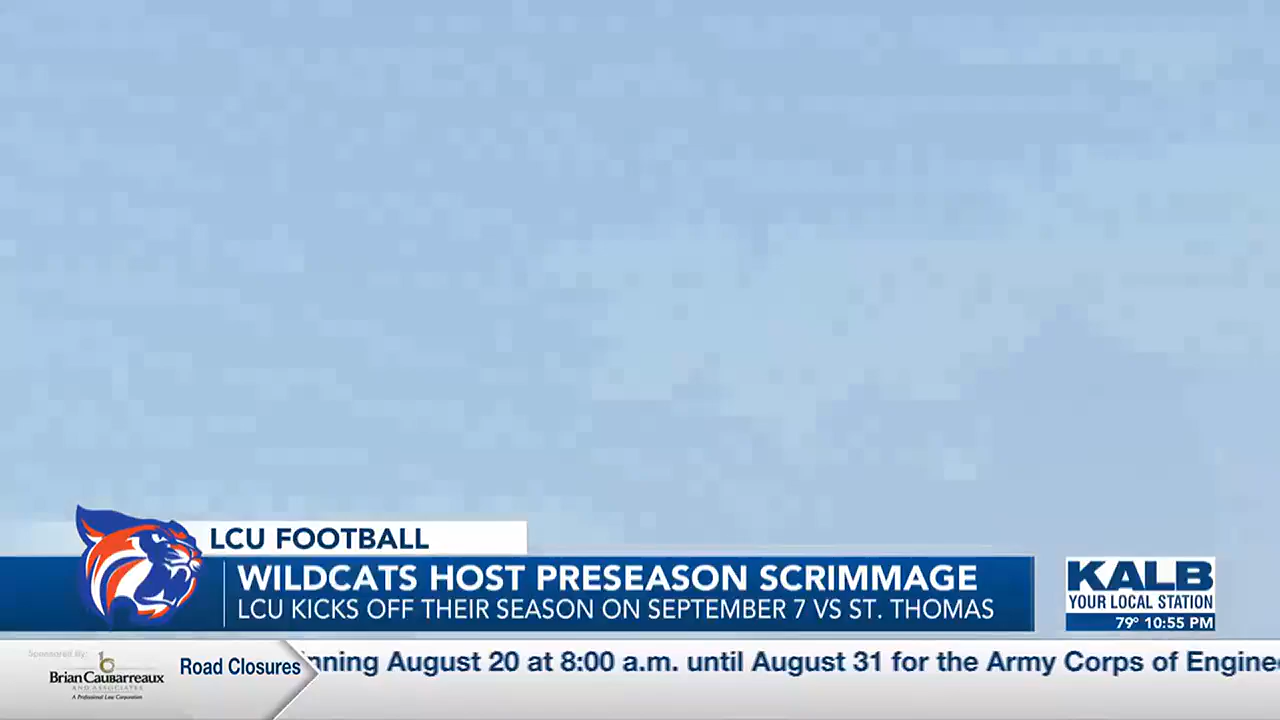 LCU FOOTBALL
WILDCATS HOST PRESEASON SCRIMMAGE
LCU KICKS OFF THEIR SEASON ON SEPTEMBER 7 VS ST. THOMAS
KALB
YOUR LOCAL STATION
79° 10:55 PM
Sponsored By:
Brian Caubarreaux
AND ASSOCIATES
A Professional Law Corporation
Road Closures
nning August 20 at 8:00 a.m. until August 31 for the Army Corps of Enginee